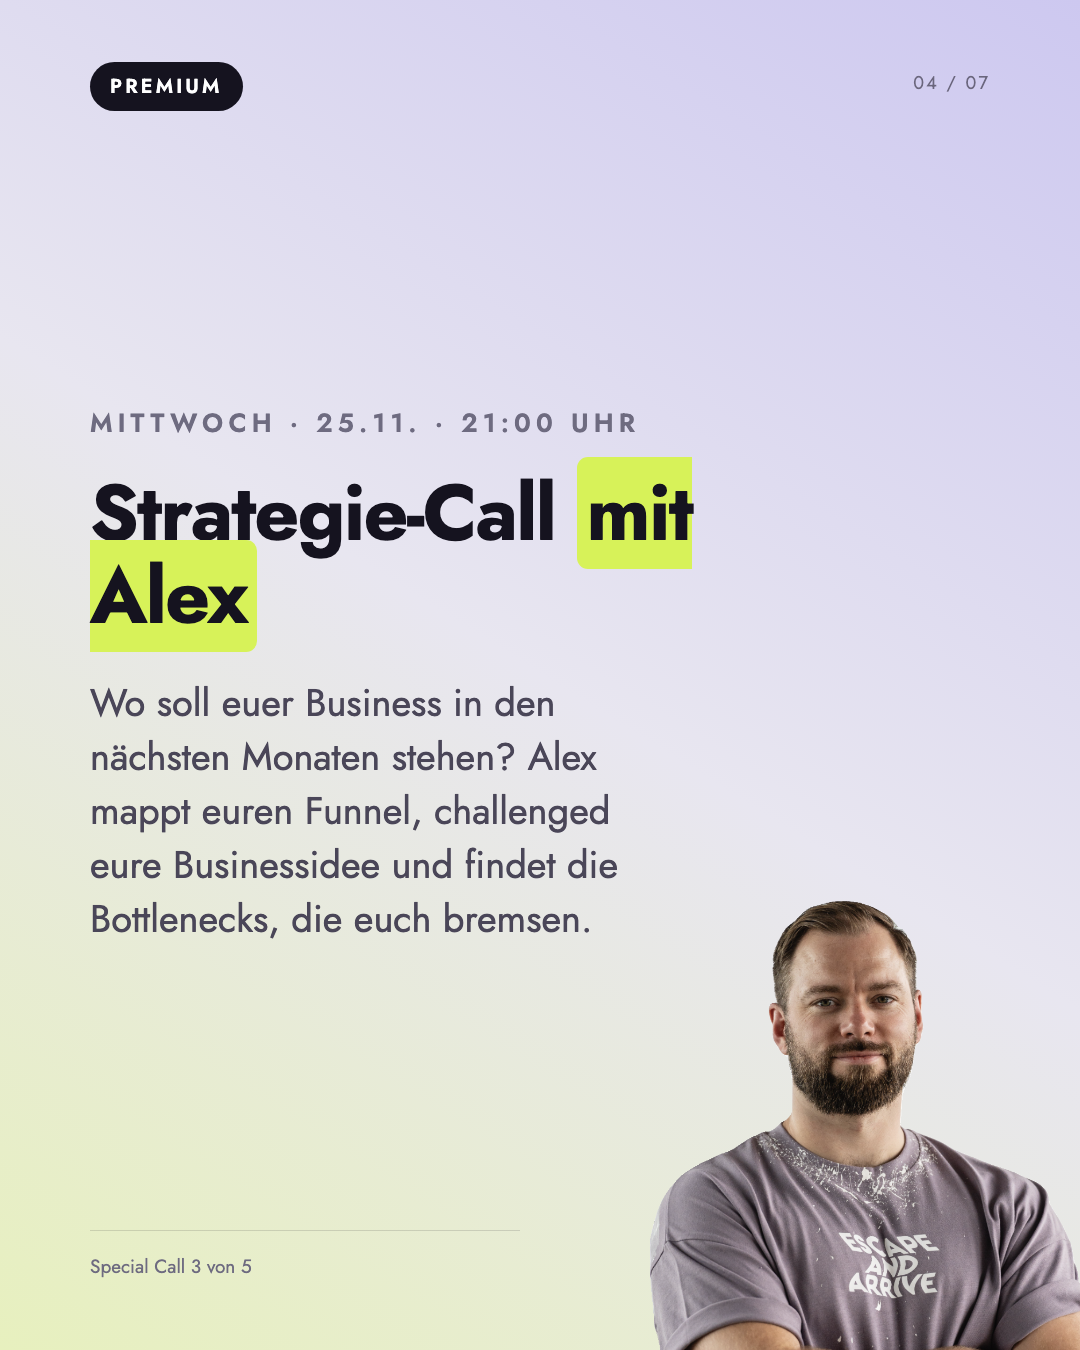 PREMIUM
04 / 07
MITTWOCH · 25.11. · 21:00 UHR
Strategie-Call mit
Alex
Wo soll euer Business in den
nächsten Monaten stehen? Alex
mappt euren Funnel, challenged
eure Businessidee und findet die
Bottlenecks, die euch bremsen.
ESCAPE
AND
ARRIVE
Special Call 3 von 5